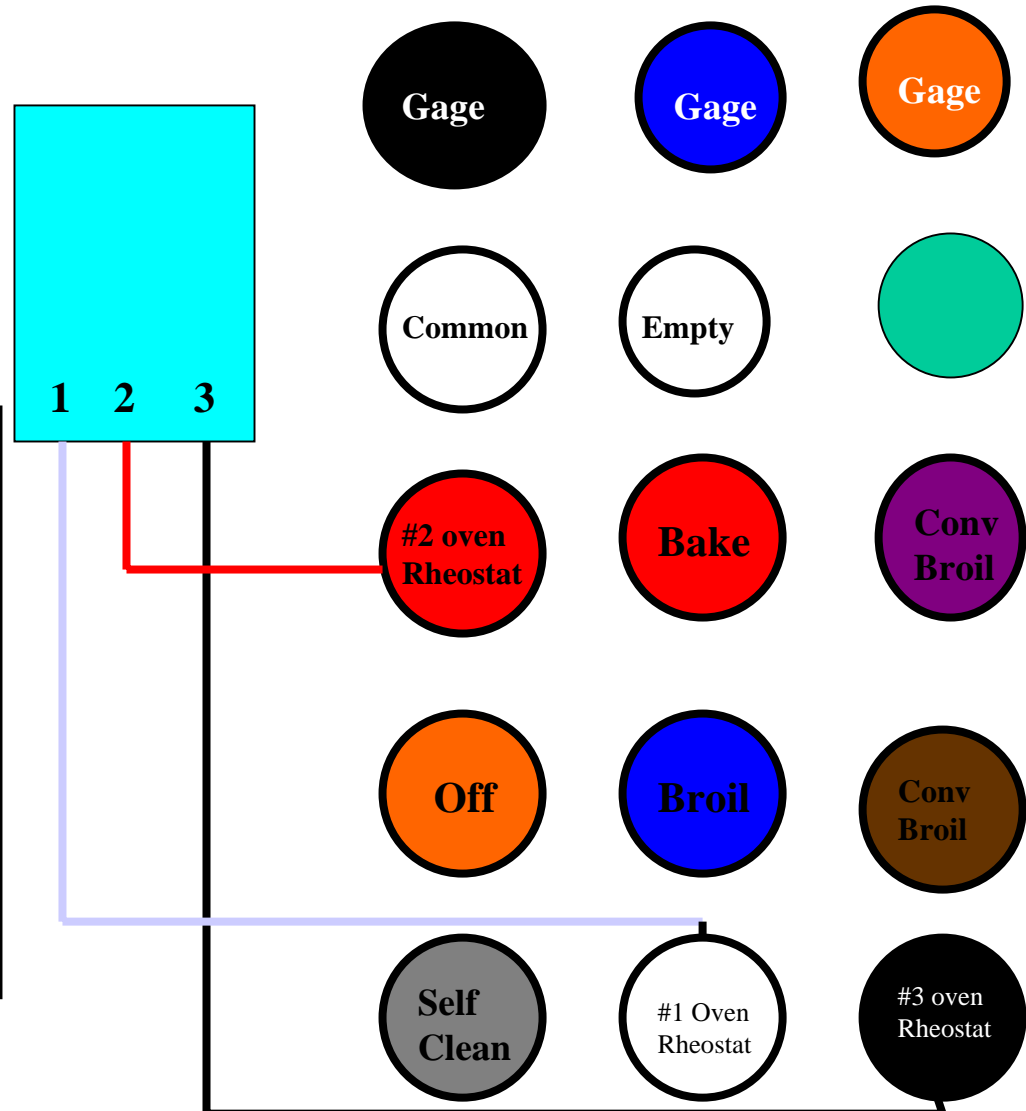 Gage
Gage
Gage
Common
Empty
1 2 3
#2 oven
Rheostat
Bake
Conv
Broil
Off
Broil
Conv
Broil
Self
Clean
#1 Oven
Rheostat
#3 oven
Rheostat